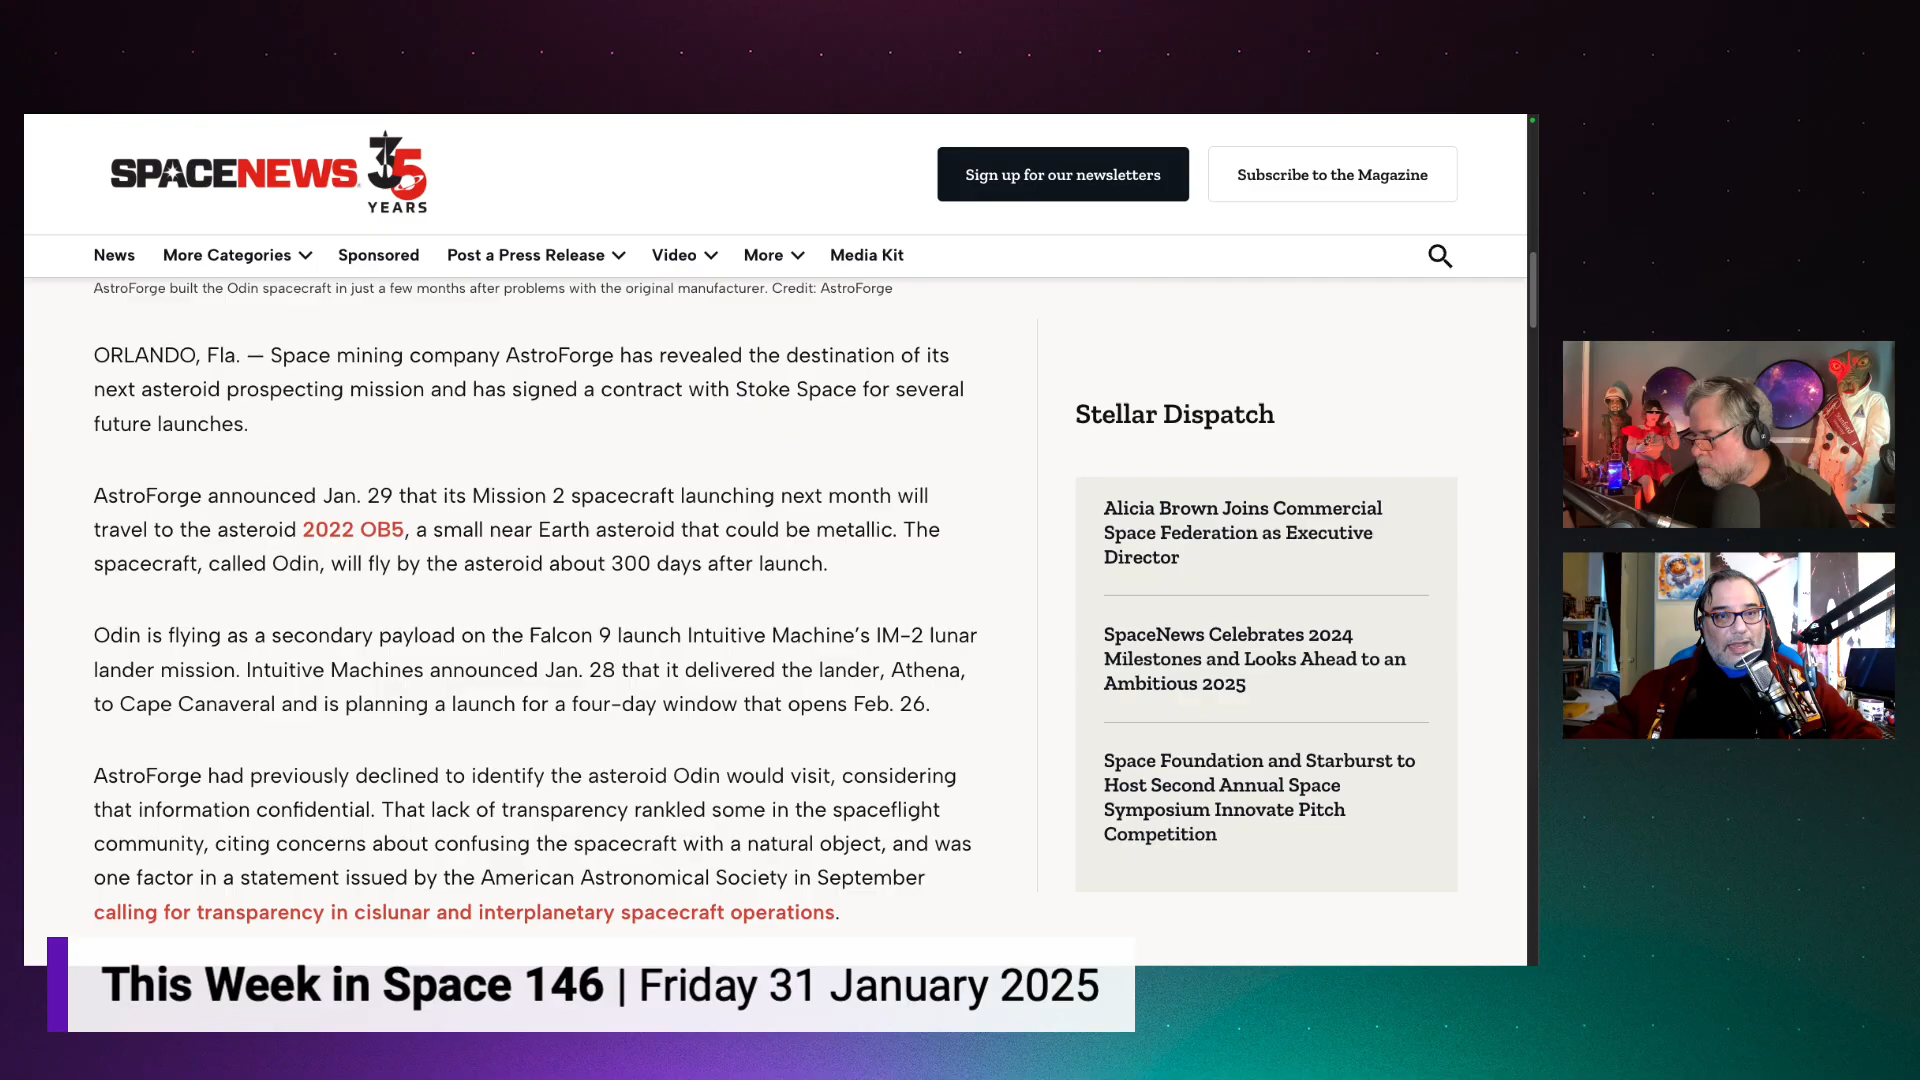 SPACENEWS 35
YEARS
Sign up for our newsletters
Subscribe to the Magazine
News More Categories Sponsored Post a Press Release Video More Media Kit
AstroForge built the Odin spacecraft in just a few months after problems with the original manufacturer. Credit: AstroForge
ORLANDO, Fla. — Space mining company AstroForge has revealed the destination of its
next asteroid prospecting mission and has signed a contract with Stoke Space for several
future launches.
AstroForge announced Jan. 29 that its Mission 2 spacecraft launching next month will
travel to the asteroid 2022 OB5, a small near Earth asteroid that could be metallic. The
spacecraft, called Odin, will fly by the asteroid about 300 days after launch.
Odin is flying as a secondary payload on the Falcon 9 launch Intuitive Machine’s IM-2 lunar
lander mission. Intuitive Machines announced Jan. 28 that it delivered the lander, Athena,
to Cape Canaveral and is planning a launch for a four-day window that opens Feb. 26.
AstroForge had previously declined to identify the asteroid Odin would visit, considering
that information confidential. That lack of transparency rankled some in the spaceflight
community, citing concerns about confusing the spacecraft with a natural object, and was
one factor in a statement issued by the American Astronomical Society in September
calling for transparency in cislunar and interplanetary spacecraft operations.
Stellar Dispatch
Alicia Brown Joins Commercial
Space Federation as Executive
Director
SpaceNews Celebrates 2024
Milestones and Looks Ahead to an
Ambitious 2025
Space Foundation and Starburst to
Host Second Annual Space
Symposium Innovate Pitch
Competition
This Week in Space 146 | Friday 31 January 2025